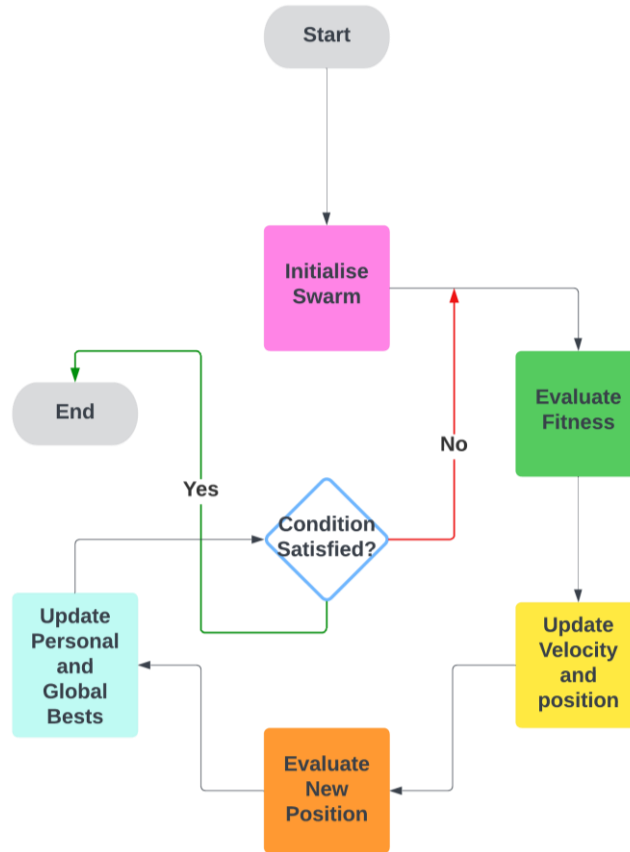 Start
Initialise
Swarm
Evaluate
Fitness
End
No
Yes
Condition
Satisfied?
Update
Personal
and
Global
Bests
Update
Velocity
and
position
Evaluate
New
Position